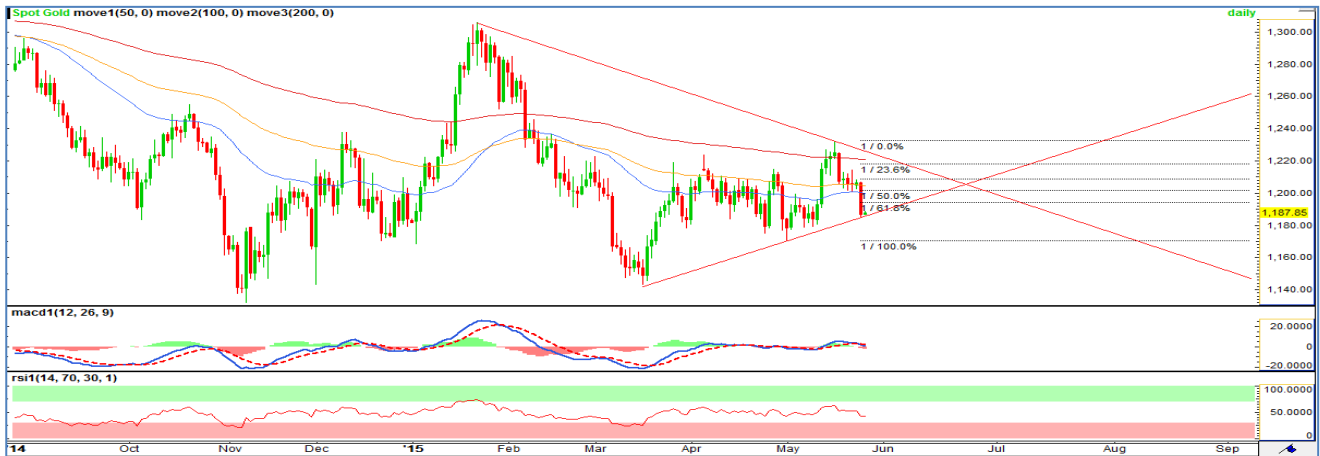 Spot Gold move1(50, 0) move2(100, 0) move3(200, 0) daily
1,300.00
1,280.00
1,260.00
1,240.00
1 / 0.0%
1,220.00
1 / 23.6%
1 / 50.0%
1,200.00
1 / 61.8%
1,187.85
1,180.00
1 / 100.0%
1,160.00
1,140.00
macd1(12, 26, 9)
20.0000
-20.0000
rsi1(14, 70, 30, 1)
100.0000
50.0000
0
'14 Oct Nov Dec '15 Feb Mar Apr May Jun Jul Aug Sep